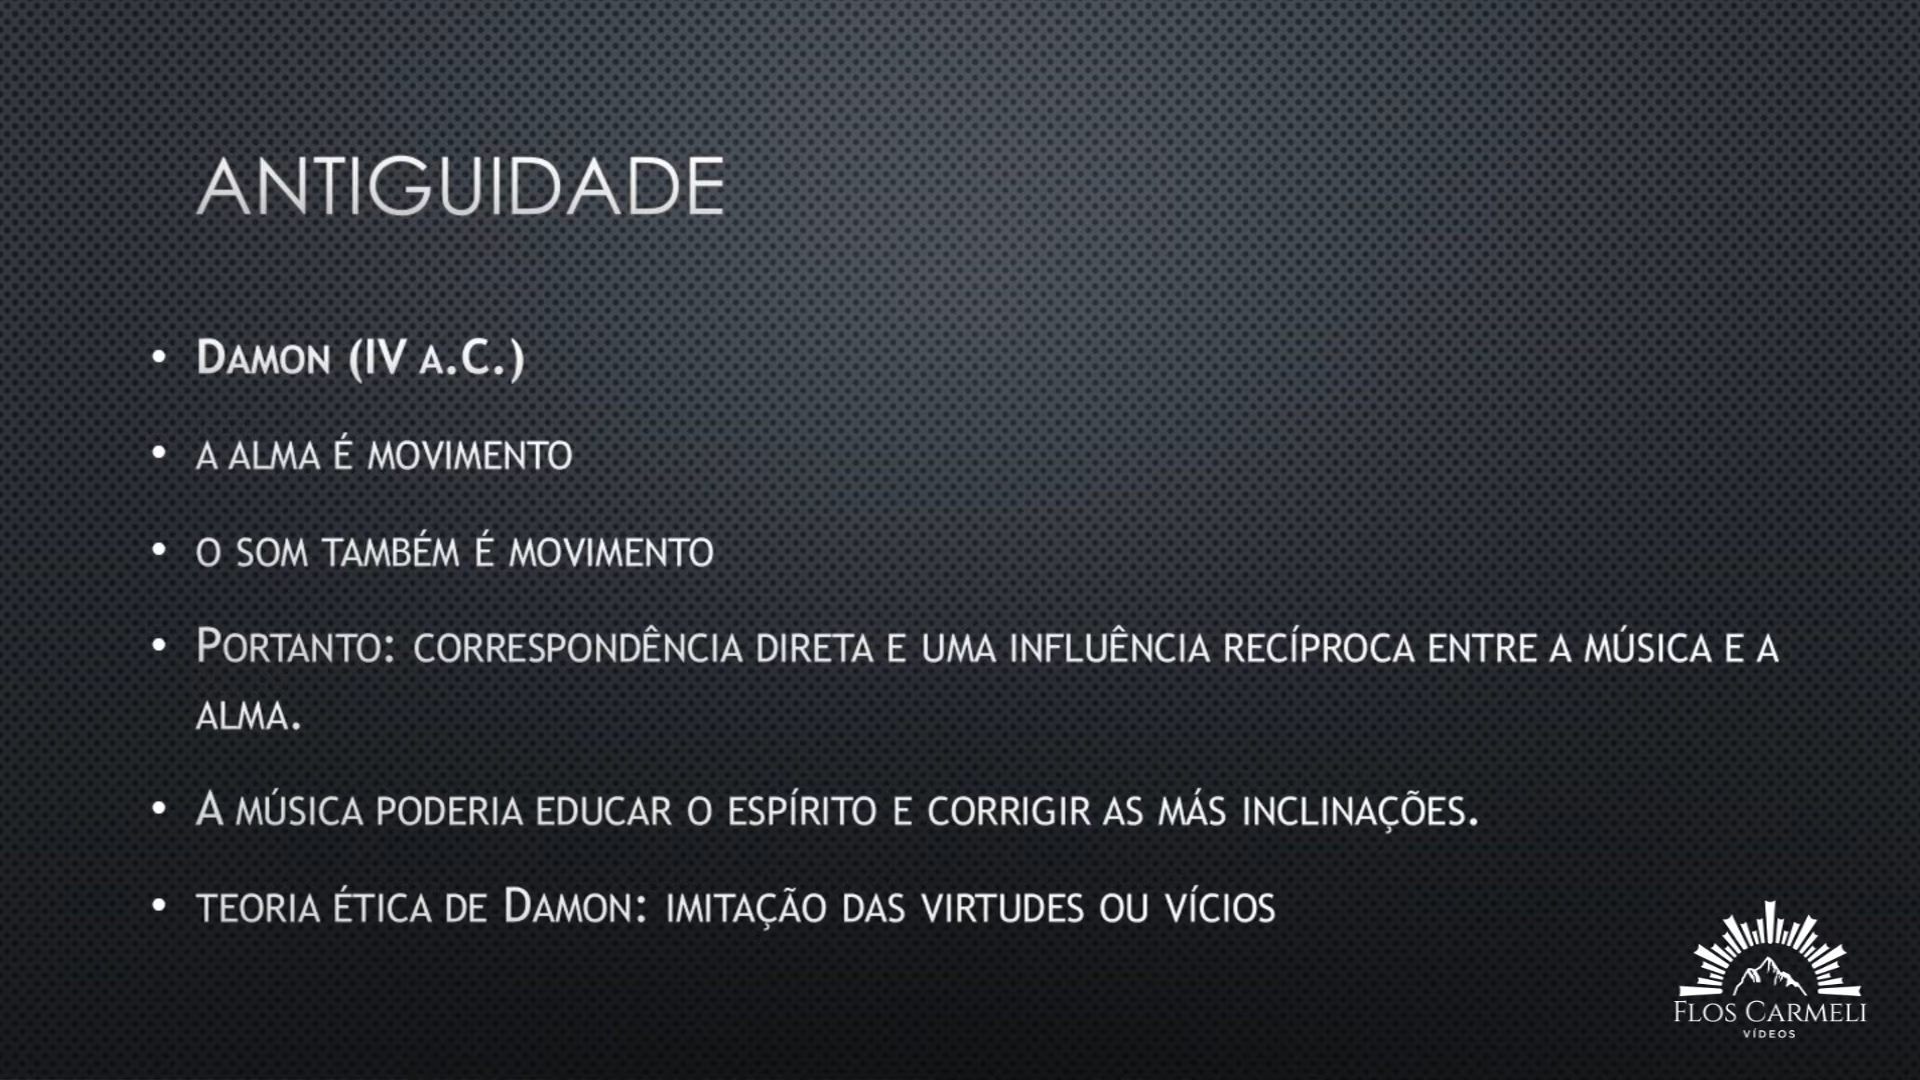 ANTIGUIDADE
• DAMON (IV A.C.)
• A ALMA É MOVIMENTO
• O SOM TAMBÉM É MOVIMENTO
• PORTANTO: CORRESPONDÊNCIA DIRETA E UMA INFLUÊNCIA RECÍPROCA ENTRE A MÚSICA E A
ALMA.
• A MÚSICA PODERIA EDUCAR O ESPÍRITO E CORRIGIR AS MÁS INCLINAÇÕES.
• TEORIA ÉTICA DE DAMON: IMITAÇÃO DAS VIRTUDES OU VÍCIOS
FLOS CARMELI
VÍDEOS